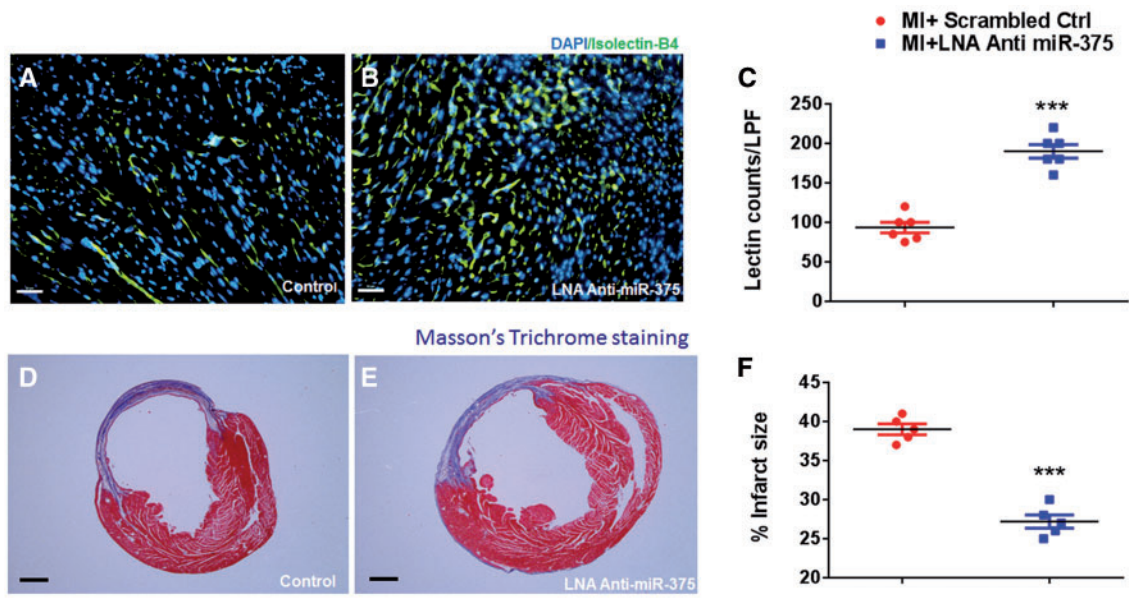 MI+ Scrambled Ctrl
MI+LNA Anti miR-375
DAPI/Isolectin-B4
A
Control
B
LNA Anti-miR-375
C
Lectin counts/LPF
250
200
150
100
50
0
***
Masson's Trichrome staining
D
Control
E
LNA Anti-miR-375
F
% Infarct size
45
40
35
30
25
20
***